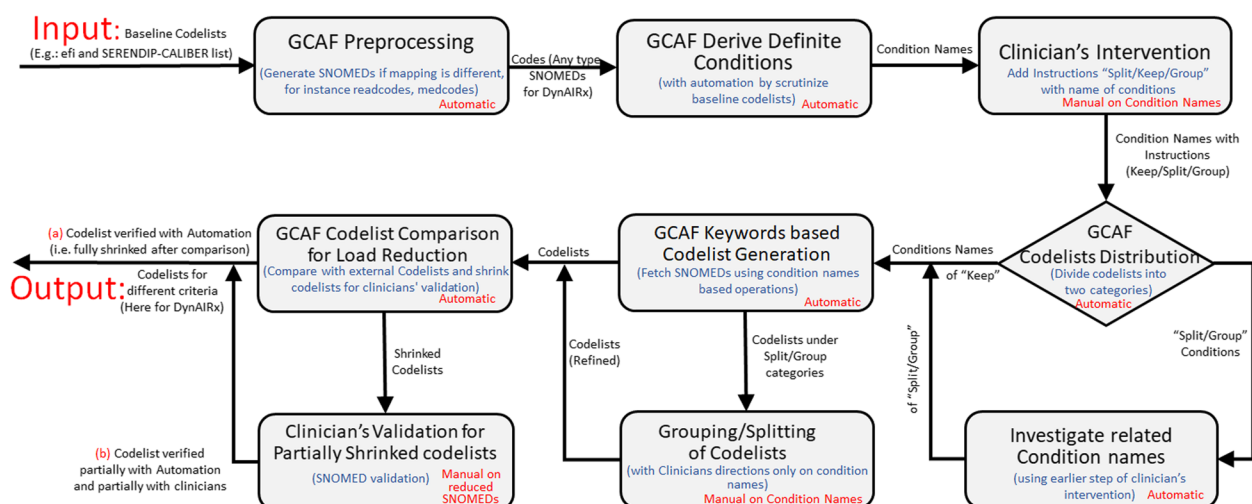 Input: Baseline Codelists
(E.g.: efi and SERENDIP-CALIBER list)
GCAF Preprocessing
(Generate SNOMEDs if mapping is different,
for instance readcodes, medcodes)
Automatic
Codes (Any type
SNOMEDs
for DynAIRx)
GCAF Derive Definite
Conditions
(with automation by scrutinize
baseline codelists)
Automatic
Condition Names
Clinician's Intervention
Add Instructions "Split/Keep/Group"
with name of conditions
Manual on Condition Names
Condition Names with
Instructions
(Keep/Split/Group)
GCAF
Codelists Distribution
(Divide codelists into
two categories)
Automatic
"Split/Group"
Conditions
Investigate related
Condition names
(using earlier step of clinician's
intervention)
Automatic
of "Split/Group"
Conditions Names
of "Keep"
GCAF Keywords based
Codelist Generation
(Fetch SNOMEDs using condition names
based operations)
Automatic
Codelists under
Split/Group
categories
Grouping/Splitting
of Codelists
(with Clinicians directions only on condition
names)
Manual on Condition Names
Codelists
(Refined)
Codelists
GCAF Codelist Comparison
for Load Reduction
(Compare with external Codelists and shrink
codelists for clinicians' validation)
Automatic
Shrinked
Codelists
Clinician's Validation for
Partially Shrinked codelists
(SNOMED validation)
Manual on
reduced
SNOMEDs
(a) Codelist verified with Automation
(i.e. fully shrinked after comparison)
Output:
Codelists for
different criteria
(Here for DynAIRx)
(b) Codelist verified
partially with Automation
and partially with clinicians